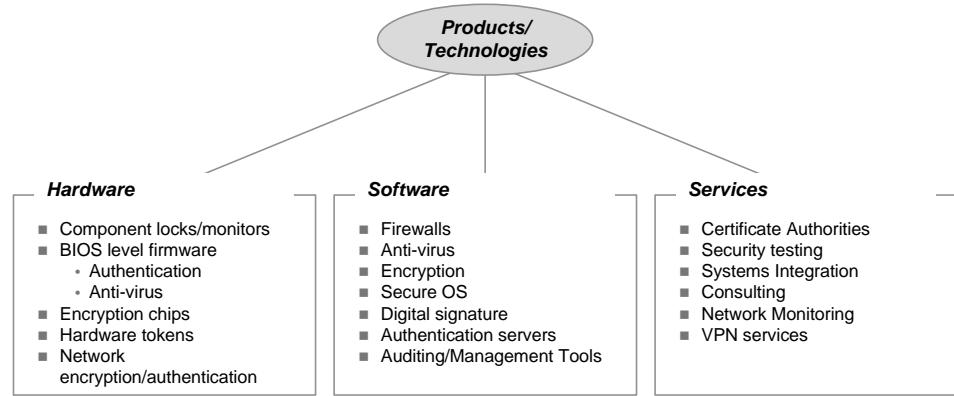 Products/
Technologies
Hardware
Component locks/monitors
BIOS level firmware
Authentication
Anti-virus
Encryption chips
Hardware tokens
Network
encryption/authentication
Software
Firewalls
Anti-virus
Encryption
Secure OS
Digital signature
Authentication servers
Auditing/Management Tools
Services
Certificate Authorities
Security testing
Systems Integration
Consulting
Network Monitoring
VPN services